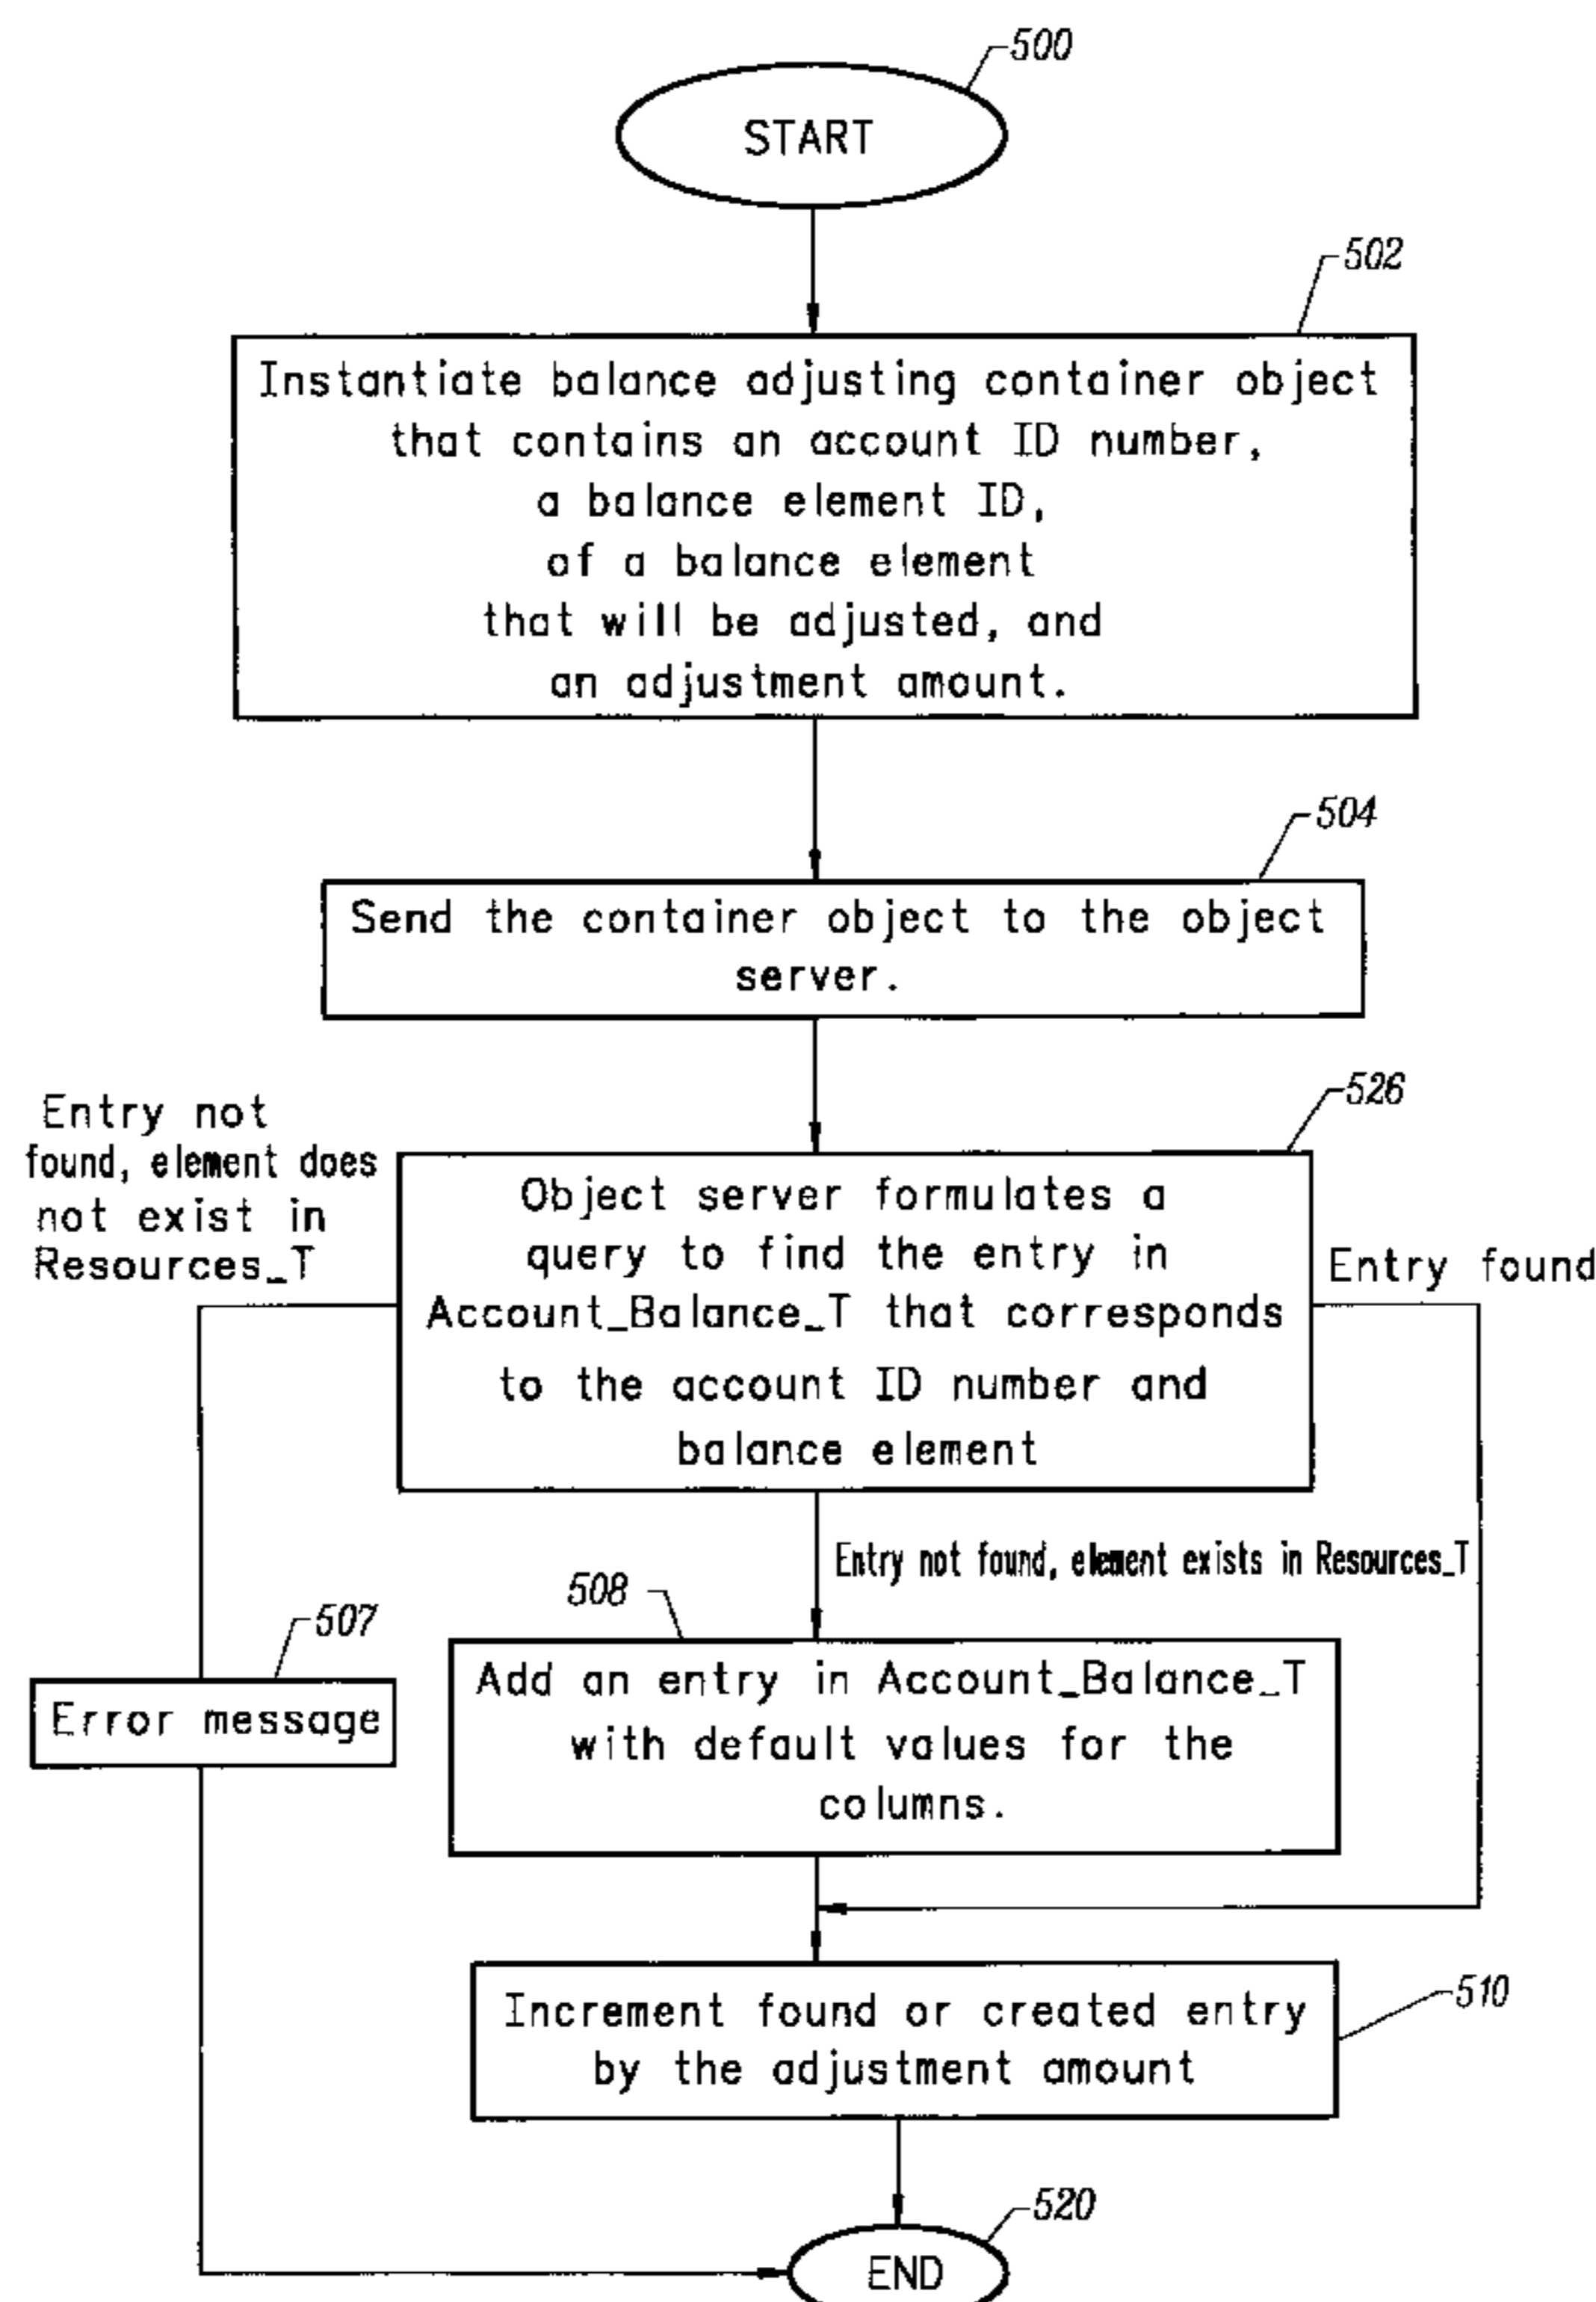 500
START
502
Instantiate balance adjusting container object
that contains an account ID number,
a balance element ID,
of a balance element
that will be adjusted, and
an adjustment amount.
504
Send the container object to the object
server.
526
Entry not
found, element does
not exist in
Resources_T
Object server formulates a
query to find the entry in
Account_Balance_T that corresponds
to the account ID number and
balance element
Entry found
Entry not found, element exists in Resources_T
508
507
Error message
Add an entry in Account_Balance_T
with default values for the
columns.
510
Increment found or created entry
by the adjustment amount
520
END